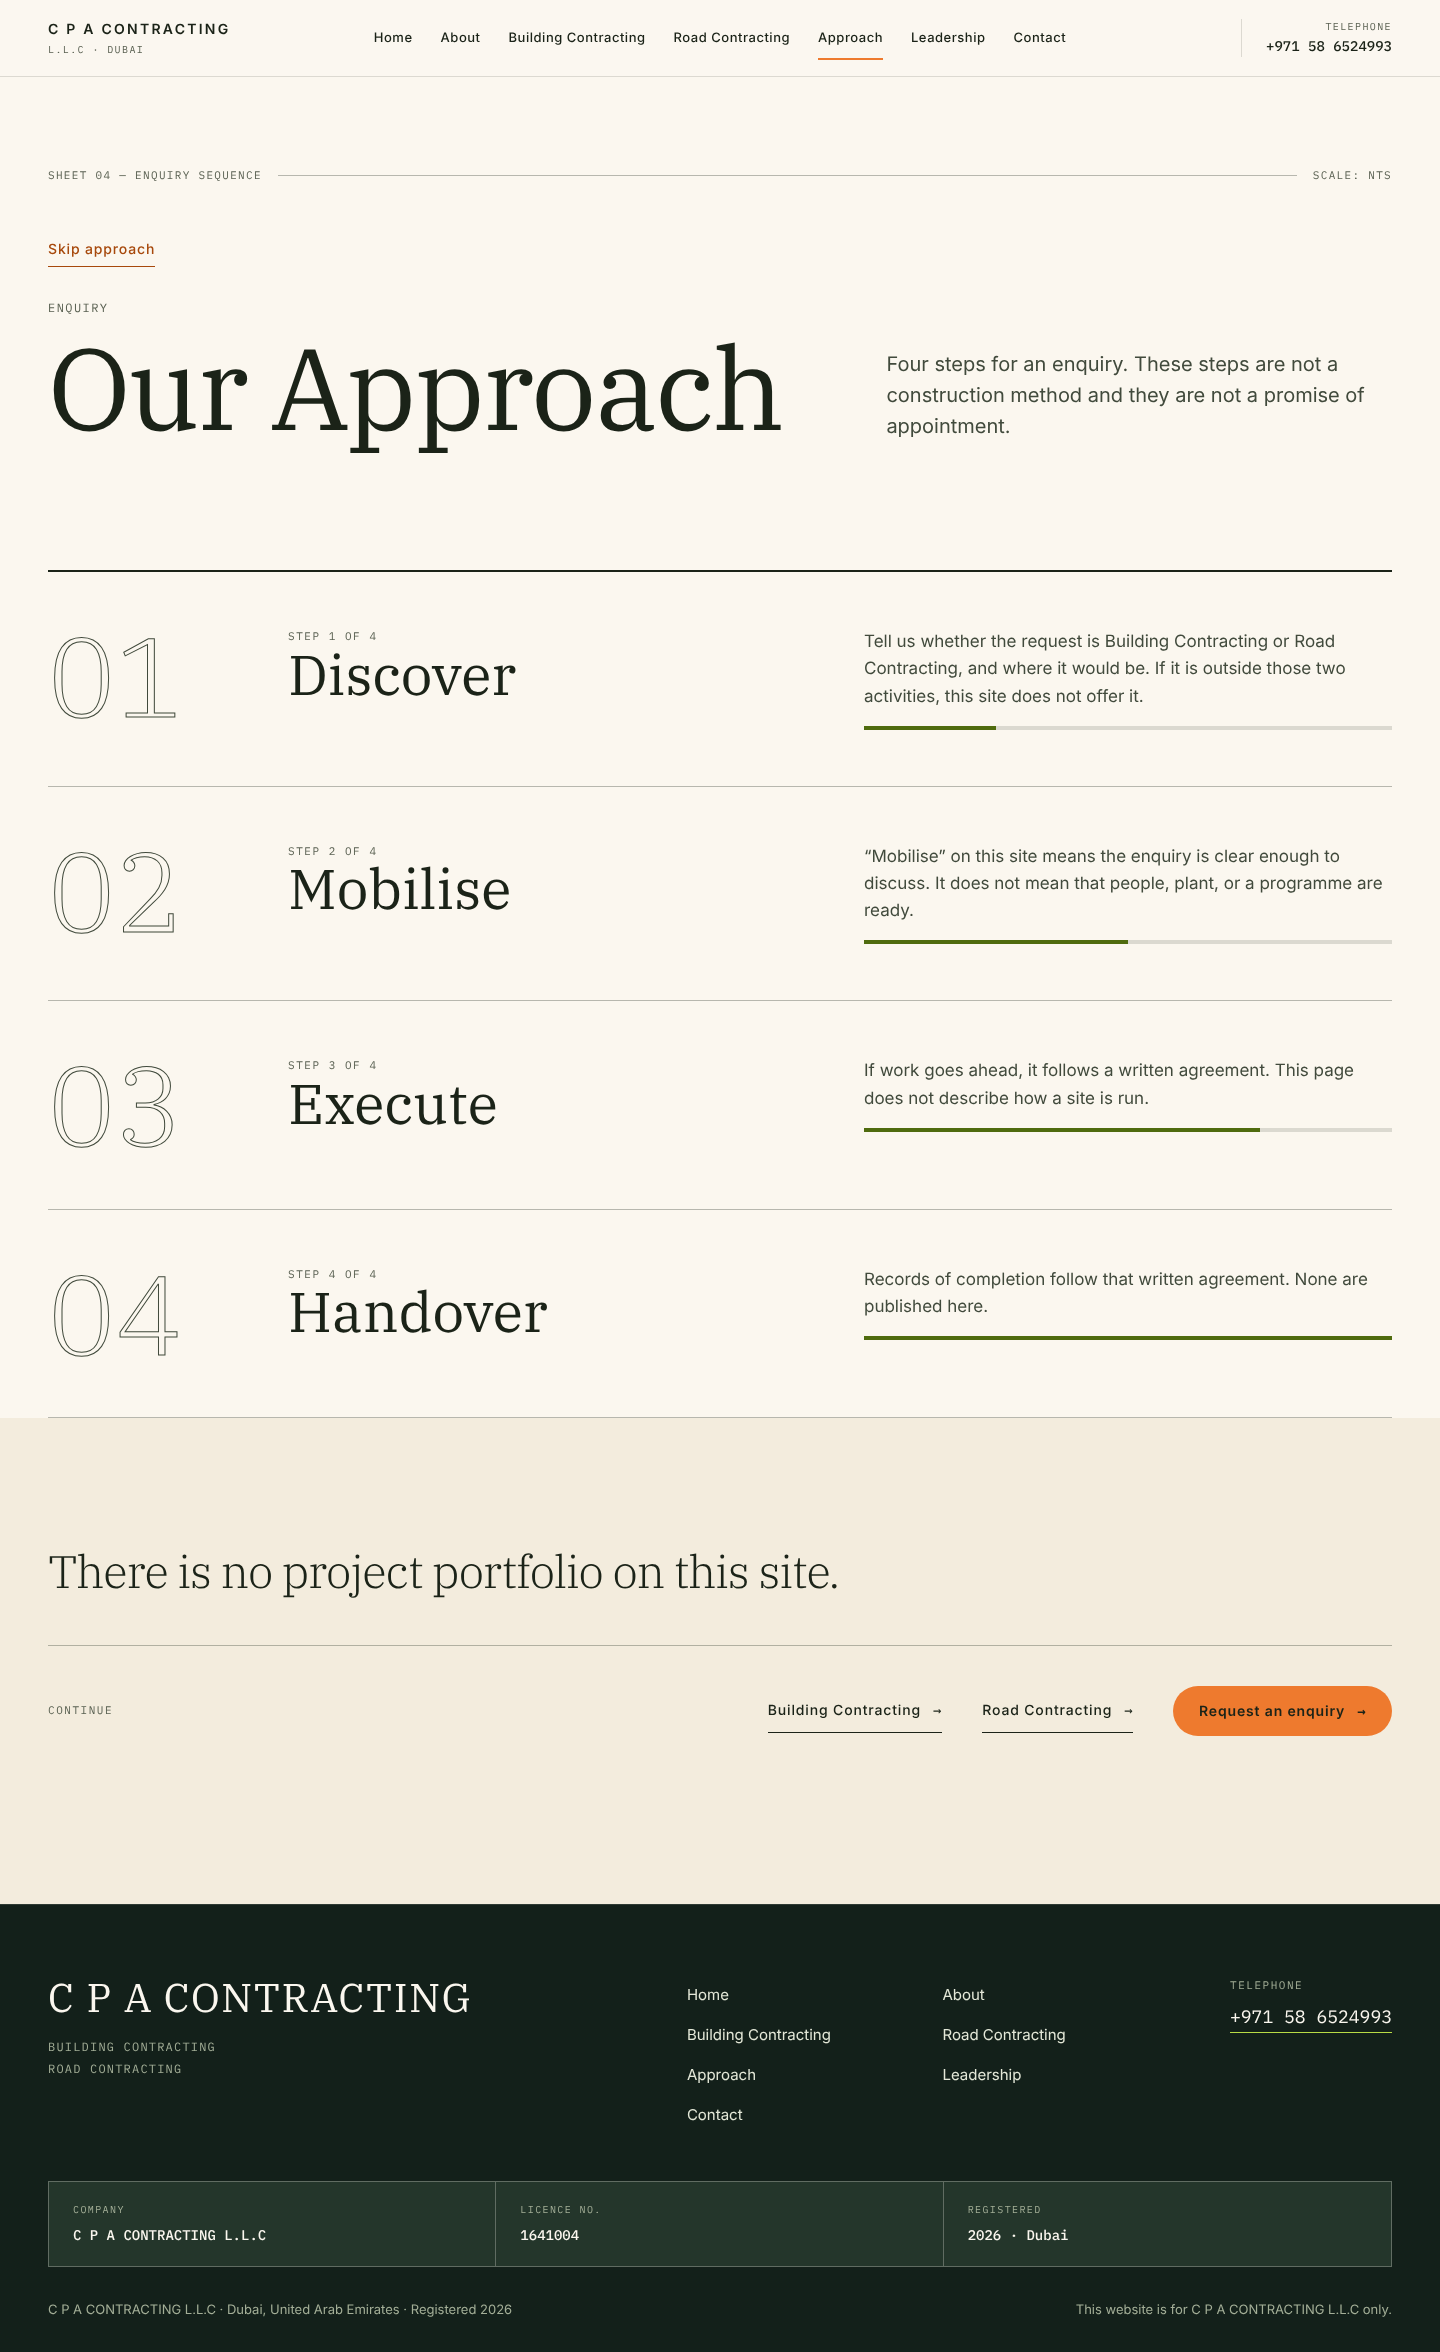 C P A CONTRACTING
L.L.C · DUBAI
Home About Building Contracting Road Contracting Approach Leadership Contact
TELEPHONE
+971 58 6524993
SHEET 04 — ENQUIRY SEQUENCE
SCALE: NTS
Skip approach
ENQUIRY
Our Approach
Four steps for an enquiry. These steps are not a
construction method and they are not a promise of
appointment.
01
STEP 1 OF 4
Discover
Tell us whether the request is Building Contracting or Road
Contracting, and where it would be. If it is outside those two
activities, this site does not offer it.
02
STEP 2 OF 4
Mobilise
“Mobilise” on this site means the enquiry is clear enough to
discuss. It does not mean that people, plant, or a programme are
ready.
03
STEP 3 OF 4
Execute
If work goes ahead, it follows a written agreement. This page
does not describe how a site is run.
04
STEP 4 OF 4
Handover
Records of completion follow that written agreement. None are
published here.
There is no project portfolio on this site.
CONTINUE
Building Contracting →
Road Contracting →
Request an enquiry →
C P A CONTRACTING
BUILDING CONTRACTING
ROAD CONTRACTING
Home
About
Building Contracting
Road Contracting
Approach
Leadership
Contact
TELEPHONE
+971 58 6524993
COMPANY
C P A CONTRACTING L.L.C
LICENCE NO.
1641004
REGISTERED
2026 · Dubai
C P A CONTRACTING L.L.C · Dubai, United Arab Emirates · Registered 2026
This website is for C P A CONTRACTING L.L.C only.